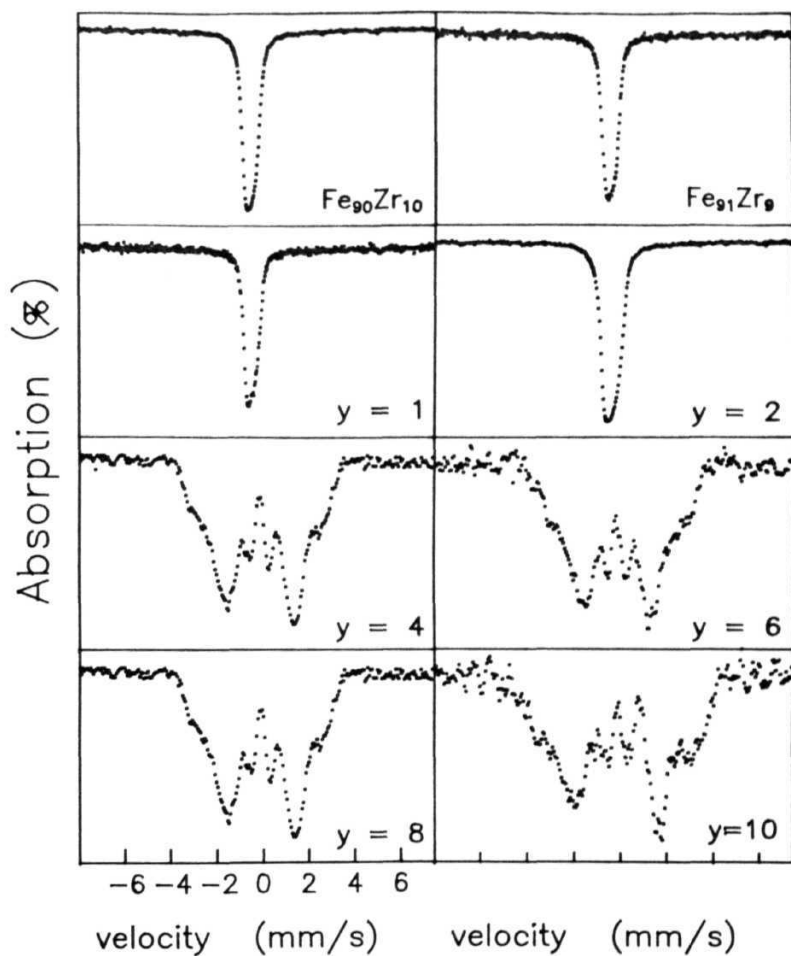 Absorption (%)
Fe₉₀Zr₁₀
Fe₉₁Zr₉
y = 1
y = 2
y = 4
y = 6
y = 8
y=10
-6 -4 -2 0 2 4 6
velocity (mm/s)
velocity (mm/s)